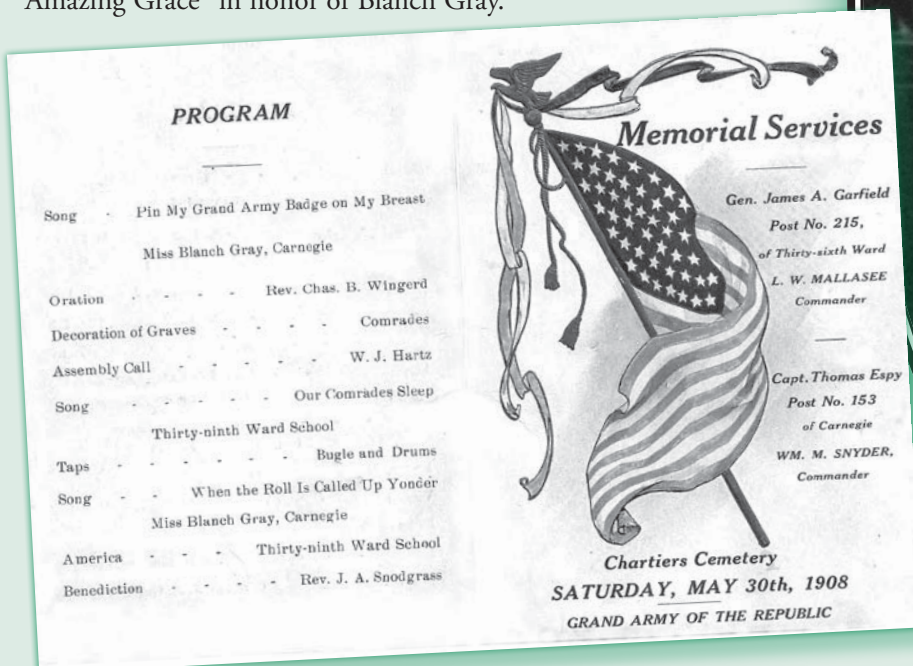 Amazing Grace" in honor of Blanch Gray.
PROGRAM
Song - Pin My Grand Army Badge on My Breast
Miss Blanch Gray, Carnegie
Oration - - - - Rev. Chas. B. Wingerd
Decoration of Graves - - - - Comrades
Assembly Call - - - - - W. J. Hartz
Song - - - - Our Comrades Sleep
Thirty-ninth Ward School
Taps - - - - - - Bugle and Drums
Song - - When the Roll Is Called Up Yonder
Miss Blanch Gray, Carnegie
America - - - Thirty-ninth Ward School
Benediction - - - - - Rev. J. A. Snodgrass
Memorial Services
Gen. James A. Garfield
Post No. 215,
of Thirty-sixth Ward
L. W. MALLASEE
Commander
Capt. Thomas Espy
Post No. 153
of Carnegie
WM. M. SNYDER,
Commander
Chartiers Cemetery
SATURDAY, MAY 30th, 1908
GRAND ARMY OF THE REPUBLIC